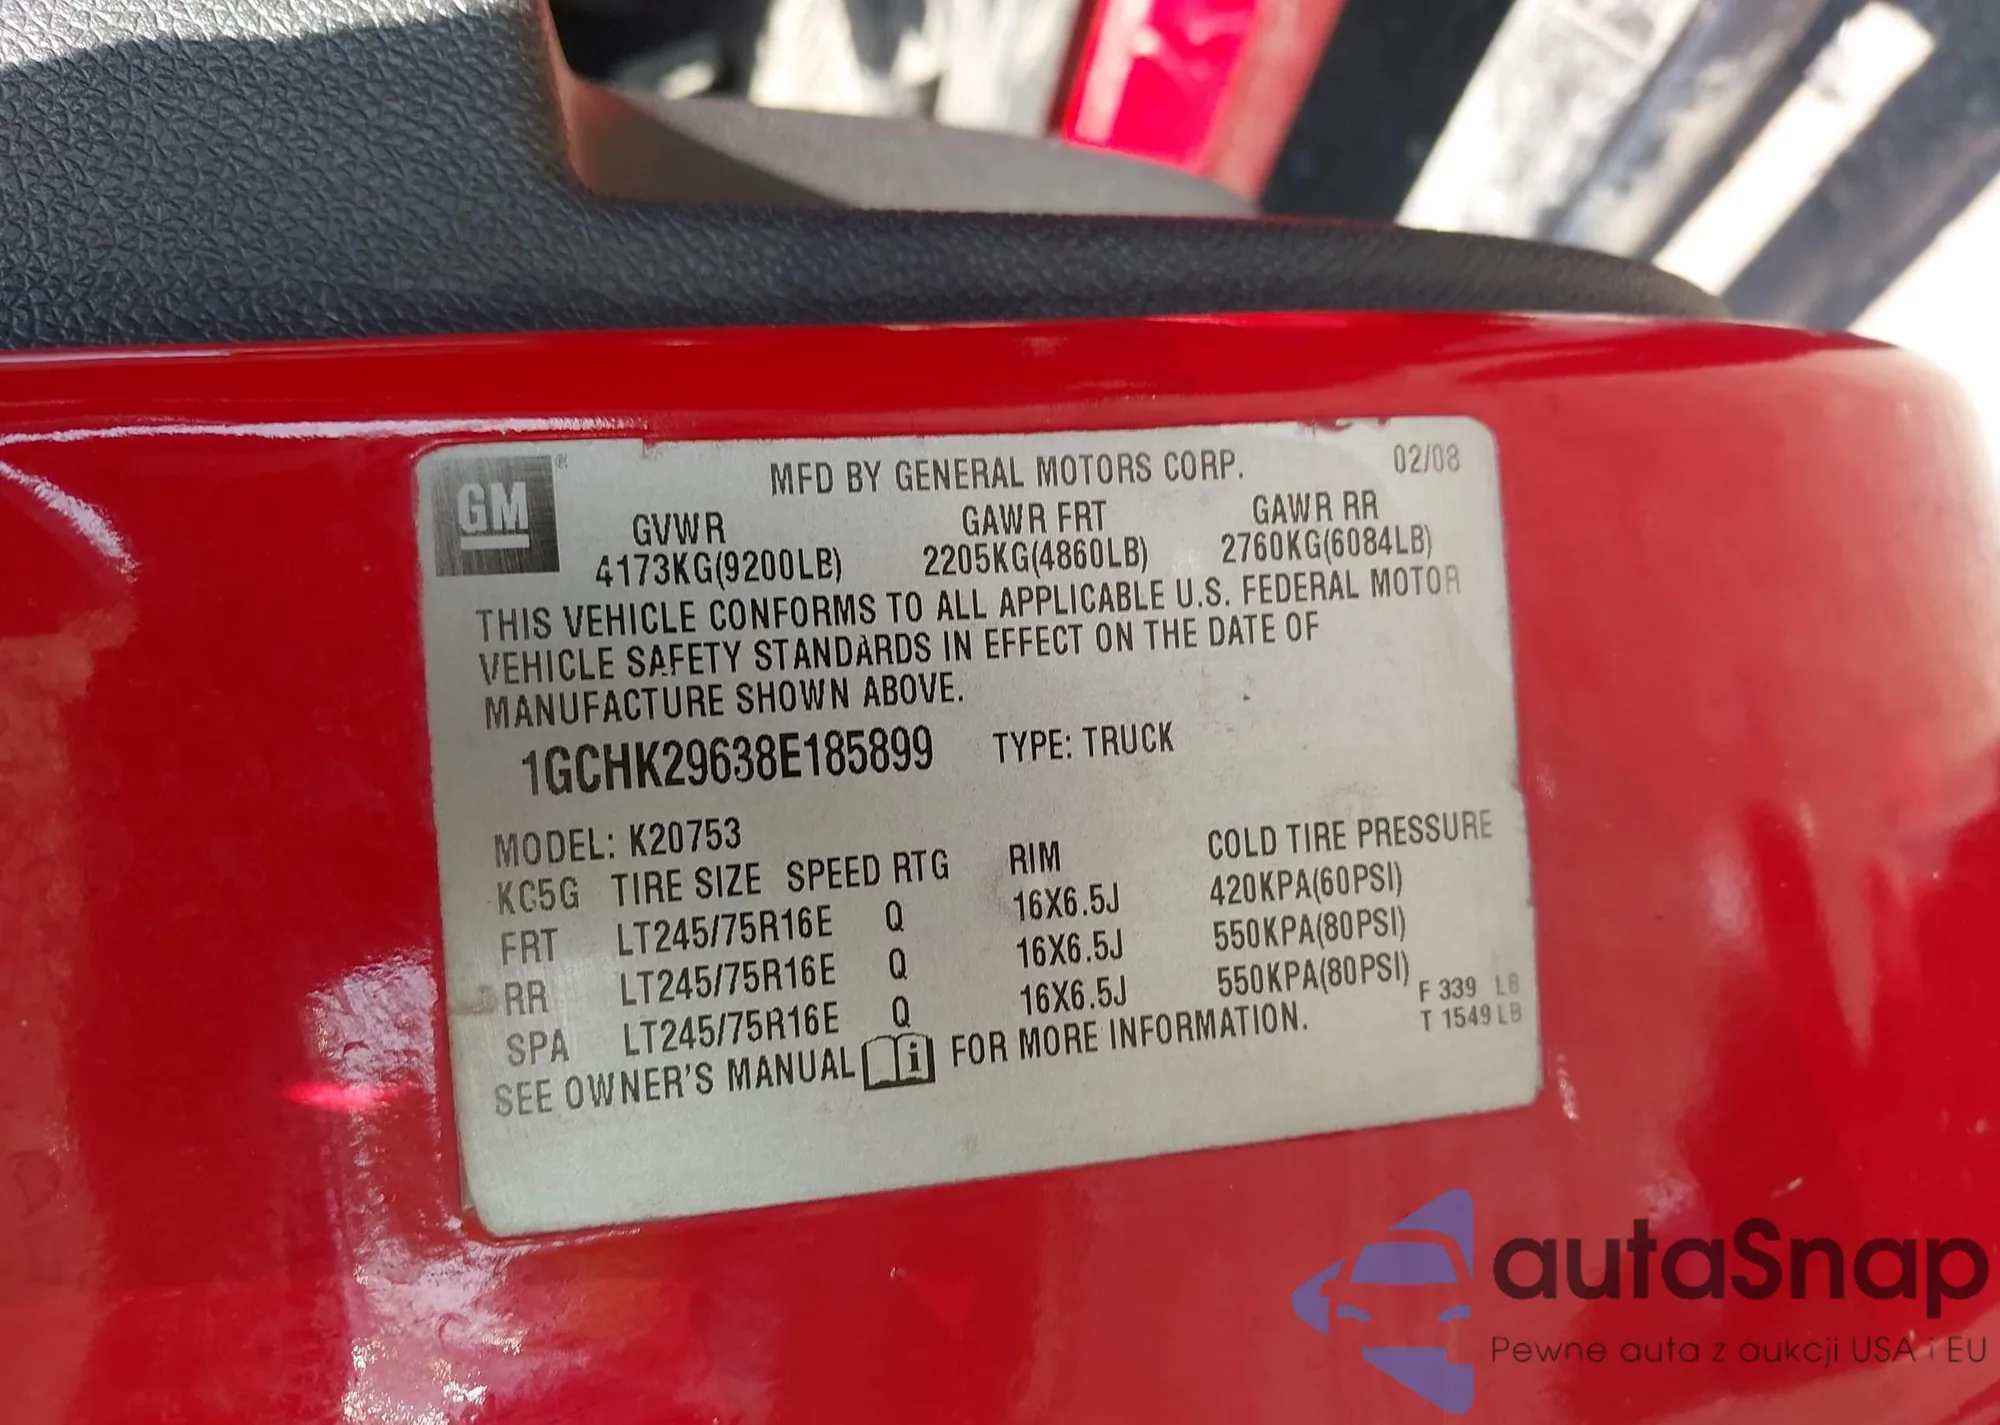 GM ® MFD BY GENERAL MOTORS CORP. 02/08
GVWR GAWR FRT GAWR RR
4173KG(9200LB) 2205KG(4860LB) 2760KG(6084LB)
THIS VEHICLE CONFORMS TO ALL APPLICABLE U.S. FEDERAL MOTOR
VEHICLE SAFETY STANDARDS IN EFFECT ON THE DATE OF
MANUFACTURE SHOWN ABOVE.
1GCHK29638E185899 TYPE: TRUCK
MODEL: K20753
KC5G TIRE SIZE SPEED RTG RIM COLD TIRE PRESSURE
FRT LT245/75R16E Q 16X6.5J 420KPA(60PSI)
RR LT245/75R16E Q 16X6.5J 550KPA(80PSI)
SPA LT245/75R16E Q 16X6.5J 550KPA(80PSI)
F 339 LB
T 1549 LB
SEE OWNER'S MANUAL i FOR MORE INFORMATION.
autaSnap
Pewne auta z aukcji USA i EU